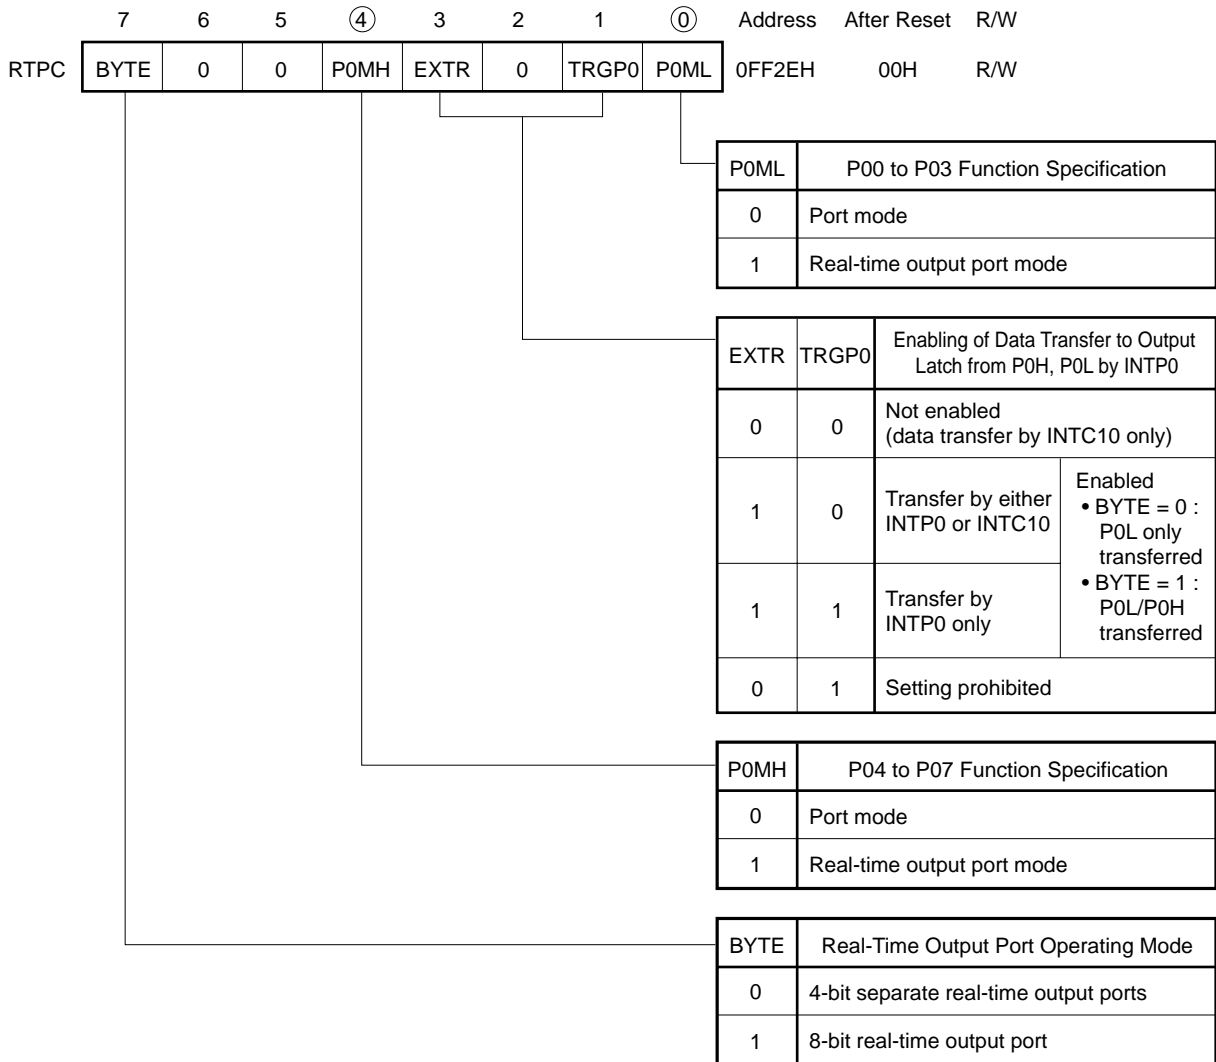 7 6 5 ④ 3 2 1 ⓪ Address After Reset R/W
RTPC BYTE 0 0 P0MH EXTR 0 TRGP0 P0ML 0FF2EH 00H R/W
P0ML P00 to P03 Function Specification
0 Port mode
1 Real-time output port mode
EXTR TRGP0 Enabling of Data Transfer to Output
Latch from P0H, P0L by INTP0
0 0 Not enabled
(data transfer by INTC10 only)
1 0 Transfer by either
INTP0 or INTC10
Enabled
• BYTE = 0 :
P0L only
transferred
• BYTE = 1 :
P0L/P0H
transferred
1 1 Transfer by
INTP0 only
0 1 Setting prohibited
P0MH P04 to P07 Function Specification
0 Port mode
1 Real-time output port mode
BYTE Real-Time Output Port Operating Mode
0 4-bit separate real-time output ports
1 8-bit real-time output port